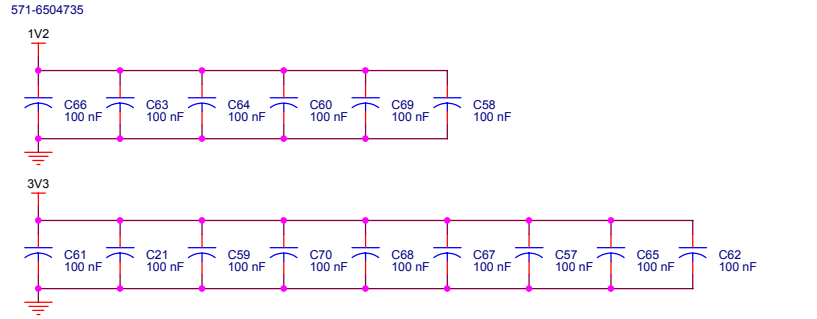 571-6504735
1V2
C66 C63 C64 C60 C69 C58
100 nF 100 nF 100 nF 100 nF 100 nF 100 nF
3V3
C61 C21 C59 C70 C68 C67 C57 C65 C62
100 nF 100 nF 100 nF 100 nF 100 nF 100 nF 100 nF 100 nF 100 nF